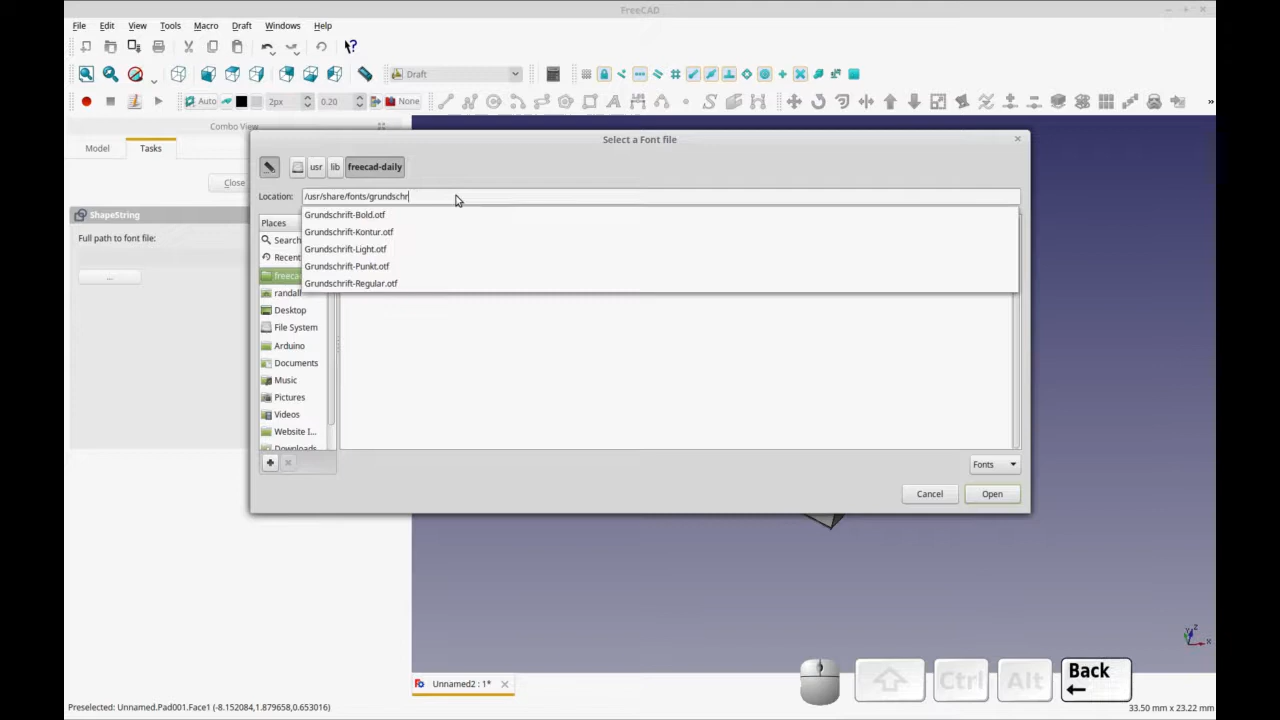 FreeCAD
File Edit View Tools Macro Draft Windows Help
Draft
Auto 2px 0.20 None »
Combo View
Model Tasks
Close
ShapeString
Full path to font file:
...
Select a Font file
usr lib freecad-daily
Location: /usr/share/fonts/grundschr
Grundschrift-Bold.otf
Grundschrift-Kontur.otf
Grundschrift-Light.otf
Grundschrift-Punkt.otf
Grundschrift-Regular.otf
Places
Search
Recent
freeca
randall
Desktop
File System
Arduino
Documents
Music
Pictures
Videos
Website I...
Downloads
Fonts
Cancel Open
Unnamed2 : 1*
Ctrl Alt Back
Preselected: Unnamed.Pad001.Face1 (-8.152084,1.879658,0.653016)
33.50 mm × 23.22 mm